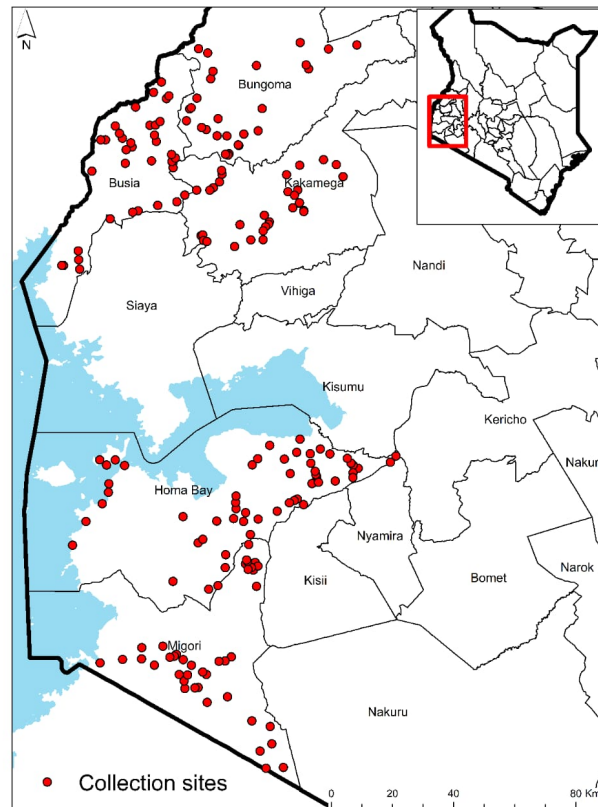 N
Bungoma
Busia
Kakamega
Nandi
Vihiga
Siaya
Kisumu
Kericho
Nakur
Homa Bay
Nyamira
Kisii
Bomet
Narok
Migori
Nakuru
Collection sites
0 20 40 80 Km